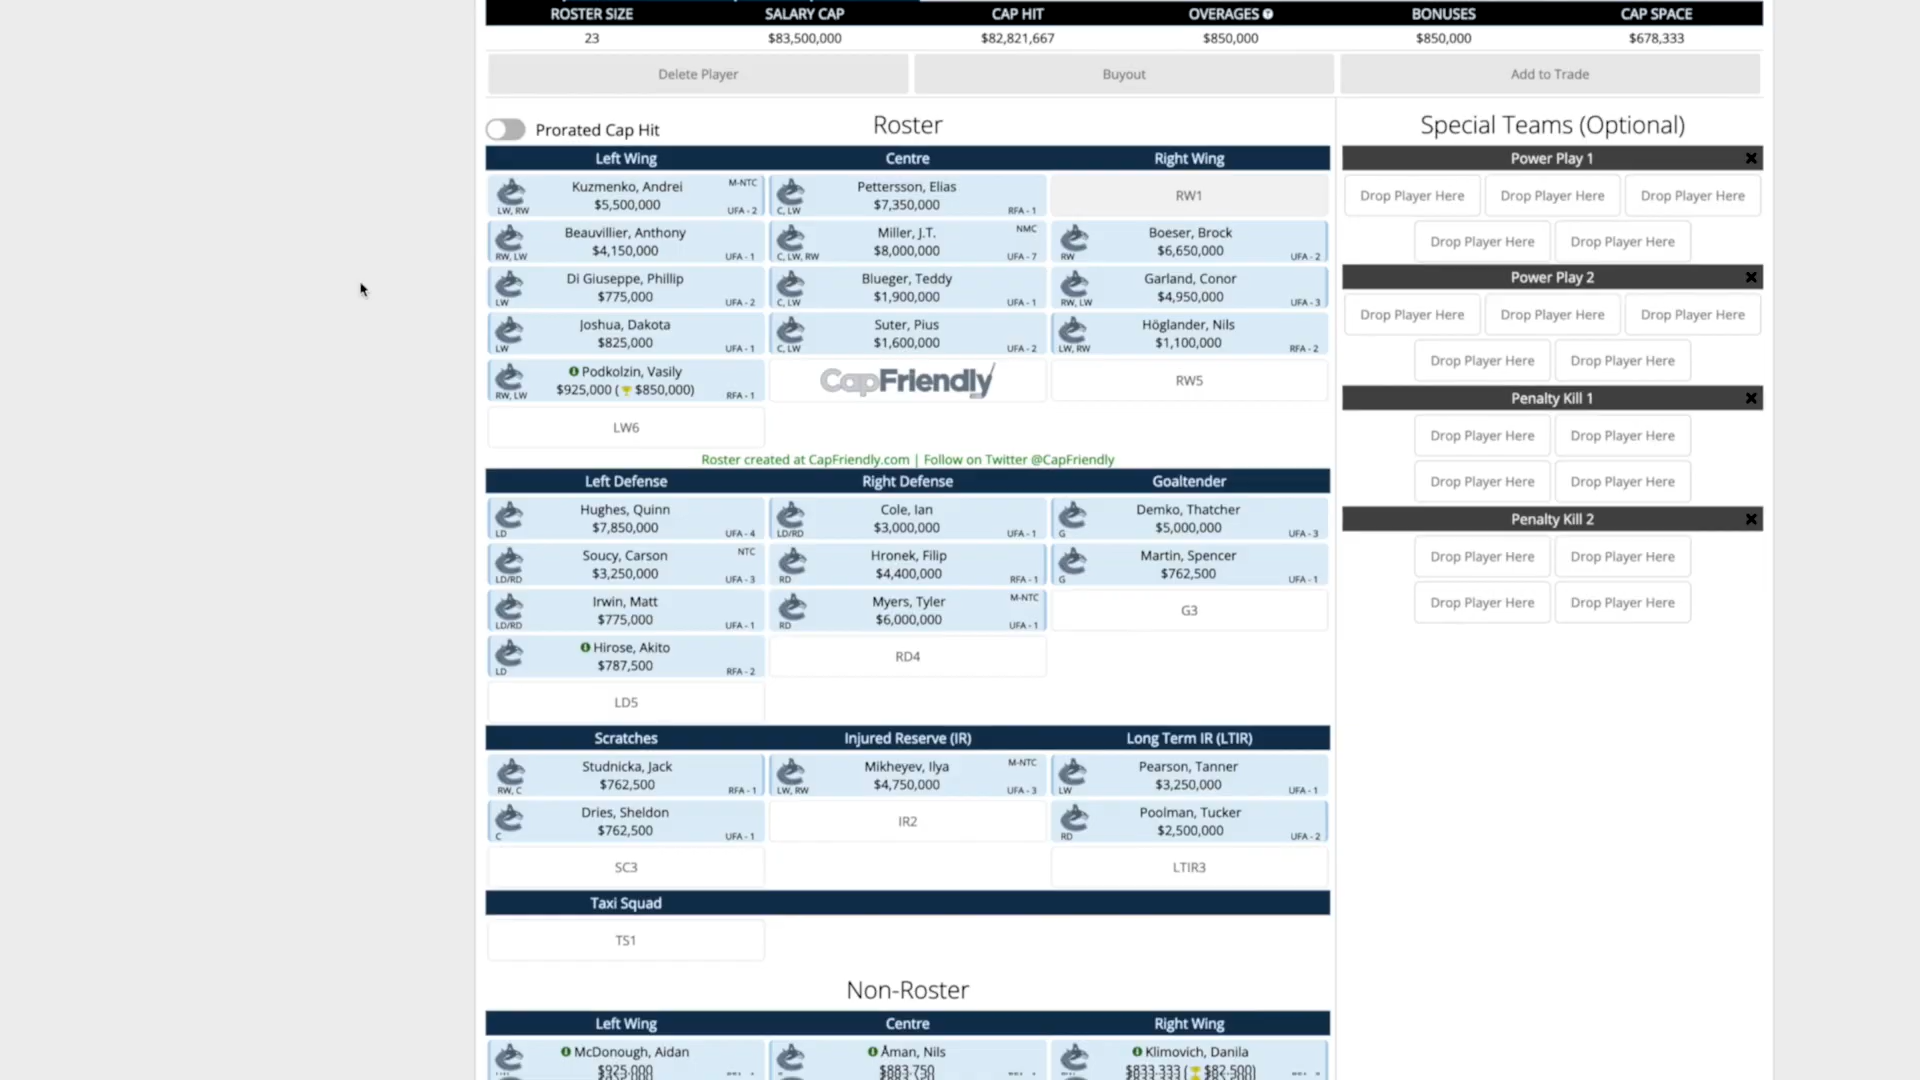 ROSTER SIZE SALARY CAP CAP HIT OVERAGES BONUSES CAP SPACE
23 $83,500,000 $82,821,667 $850,000 $850,000 $678,333
Delete Player Buyout Add to Trade
Prorated Cap Hit Roster
Left Wing Centre Right Wing
Kuzmenko, Andrei M-NTC Pettersson, Elias RW1
$5,500,000 $7,350,000
LW, RW UFA - 2 C, LW RFA - 1
Beauvillier, Anthony Miller, J.T. NMC Boeser, Brock
$4,150,000 $8,000,000 $6,650,000
RW, LW UFA - 1 C, LW, RW UFA - 7 RW UFA - 2
Di Giuseppe, Phillip Blueger, Teddy Garland, Conor
$775,000 $1,900,000 $4,950,000
LW UFA - 2 C, LW UFA - 1 RW, LW UFA - 3
Joshua, Dakota Suter, Pius Höglander, Nils
$825,000 $1,600,000 $1,100,000
LW UFA - 1 C, LW UFA - 2 LW, RW RFA - 2
Podkolzin, Vasily CapFriendly RW5
$925,000 ($850,000)
RW, LW RFA - 1
LW6
Roster created at CapFriendly.com | Follow on Twitter @CapFriendly
Left Defense Right Defense Goaltender
Hughes, Quinn Cole, Ian Demko, Thatcher
$7,850,000 $3,000,000 $5,000,000
LD UFA - 4 LD/RD UFA - 1 G UFA - 3
Soucy, Carson NTC Hronek, Filip Martin, Spencer
$3,250,000 $4,400,000 $762,500
LD/RD UFA - 3 RD RFA - 1 G UFA - 1
Irwin, Matt Myers, Tyler M-NTC G3
$775,000 $6,000,000
LD/RD UFA - 1 RD UFA - 1
Hirose, Akito RD4
$787,500
LD RFA - 2
LD5
Scratches Injured Reserve (IR) Long Term IR (LTIR)
Studnicka, Jack Mikheyev, Ilya M-NTC Pearson, Tanner
$762,500 $4,750,000 $3,250,000
RW, C RFA - 1 LW, RW UFA - 3 LW UFA - 1
Dries, Sheldon IR2 Poolman, Tucker
$762,500 $2,500,000
C UFA - 1 RD UFA - 2
SC3 LTIR3
Taxi Squad
TS1
Non-Roster
Left Wing Centre Right Wing
McDonough, Aidan Åman, Nils Klimovich, Danila
$925,000 $883,750 $833,333 ($82,500)
Special Teams (Optional)
Power Play 1
Drop Player Here Drop Player Here Drop Player Here
Drop Player Here Drop Player Here
Power Play 2
Drop Player Here Drop Player Here Drop Player Here
Drop Player Here Drop Player Here
Penalty Kill 1
Drop Player Here Drop Player Here
Drop Player Here Drop Player Here
Penalty Kill 2
Drop Player Here Drop Player Here
Drop Player Here Drop Player Here